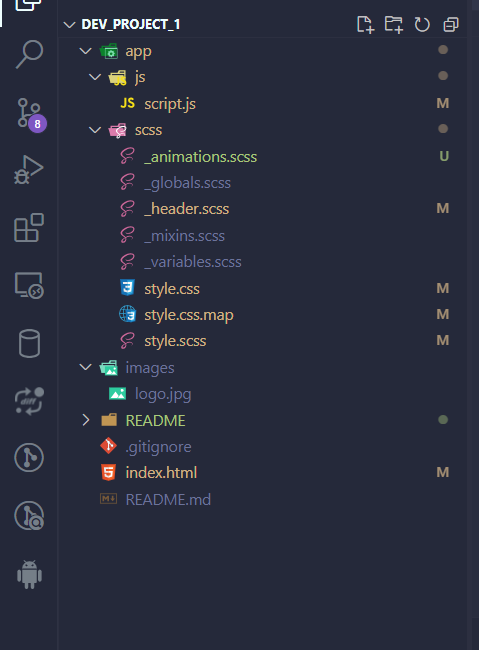 DEV_PROJECT_1
app
js
JS script.js M
scss
_animations.scss U
_globals.scss
_header.scss M
_mixins.scss
_variables.scss
style.css M
style.css.map M
style.scss M
images
logo.jpg
README
.gitignore
index.html M
README.md
8